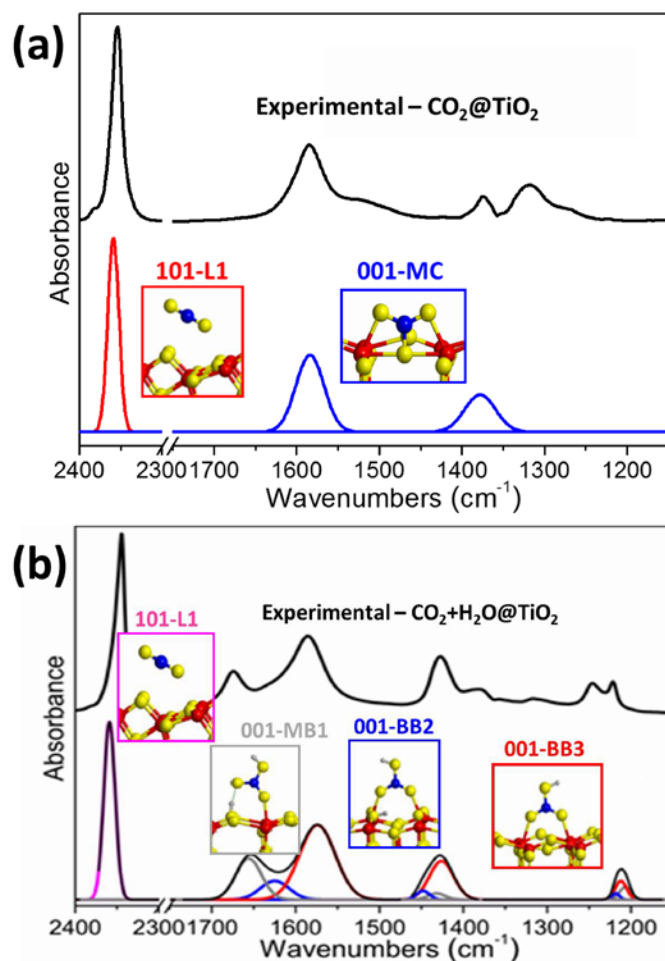 (a)
Experimental – CO₂@TiO₂
Absorbance
101-L1
001-MC
2400 2300 1700 1600 1500 1400 1300 1200
Wavenumbers (cm⁻¹)
(b)
Experimental – CO₂+H₂O@TiO₂
101-L1
Absorbance
001-MB1
001-BB2
001-BB3
2400 2300 1700 1600 1500 1400 1300 1200
Wavenumbers (cm⁻¹)